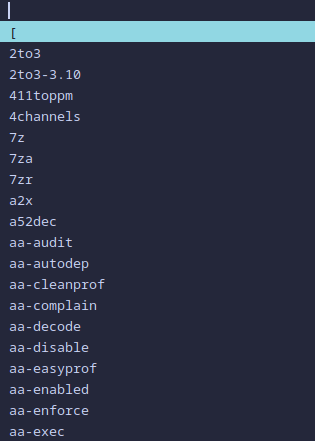 [
2to3
2to3-3.10
411toppm
4channels
7z
7za
7zr
a2x
a52dec
aa-audit
aa-autodep
aa-cleanprof
aa-complain
aa-decode
aa-disable
aa-easyprof
aa-enabled
aa-enforce
aa-exec